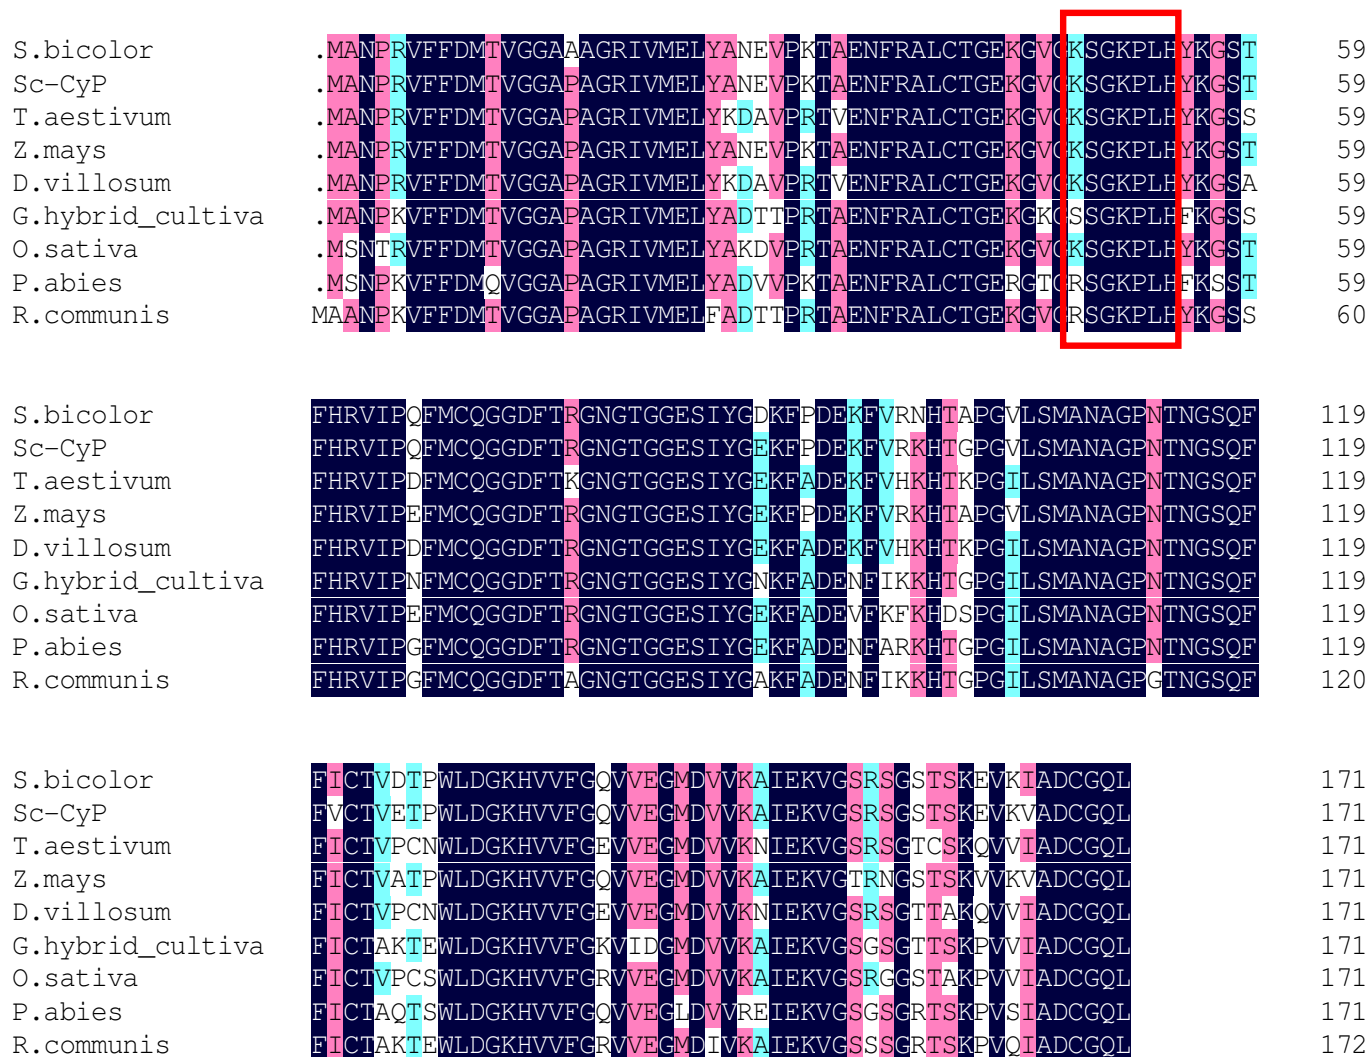 S.bicolor .MANPRVFFDMTVGGAAAGRIVMELYANEVPKTAENFRALCTGEKGVGKSGKPLHYKGST 59
Sc-CyP .MANPRVFFDMTVGGAPAGRIVMELYANEVPKTAENFRALCTGEKGVGKSGKPLHYKGST 59
T.aestivum .MANPRVFFDMTVGGAPAGRIVMELYKDAVPRTVENFRALCTGEKGVGKSGKPLHYKGSS 59
Z.mays .MANPRVFFDMTVGGAPAGRIVMELYANEVPKTAENFRALCTGEKGVGKSGKPLHYKGST 59
D.villosum .MANPRVFFDMTVGGAPAGRIVMELYKDAVPRTVENFRALCTGEKGVGKSGKPLHYKGSA 59
G.hybrid_cultiva .MANPKVFFDMTVGGAPAGRIVMELYADTTPRTAENFRALCTGEKGKGSSGKPLHFKGSS 59
O.sativa .MSNTRVFFDMTVGGAPAGRIVMELYAKDVPRTAENFRALCTGEKGVGKSGKPLHYKGST 59
P.abies .MSNPKVFFDMQVGGAPAGRIVMELYADVVPKTAENFRALCTGERGTGRSGKPLHFKSST 59
R.communis MAANPKVFFDMTVGGAPAGRIVMELFADTTPRTAENFRALCTGEKGVGRSGKPLHYKGSS 60
S.bicolor FHRVIPQFMCQGGDFTRGNGTGGESIYGDKFPDEKFVRNHTAPGVLSMANAGPNTNGSQF 119
Sc-CyP FHRVIPQFMCQGGDFTRGNGTGGESIYGEKFPDEKFVRKHTGPGVLSMANAGPNTNGSQF 119
T.aestivum FHRVIPDFMCQGGDFTKGNGTGGESIYGEKFADEKFVHKHTKPGILSMANAGPNTNGSQF 119
Z.mays FHRVIPEFMCQGGDFTRGNGTGGESIYGEKFPDEKFVRKHTAPGVLSMANAGPNTNGSQF 119
D.villosum FHRVIPDFMCQGGDFTRGNGTGGESIYGEKFADEKFVHKHTKPGILSMANAGPNTNGSQF 119
G.hybrid_cultiva FHRVIPNFMCQGGDFTRGNGTGGESIYGNKFADENFIKKHTGPGILSMANAGPNTNGSQF 119
O.sativa FHRVIPEFMCQGGDFTRGNGTGGESIYGEKFADEVFKFKHDSPGILSMANAGPNTNGSQF 119
P.abies FHRVIPGFMCQGGDFTRGNGTGGESIYGEKFADENFARKHTGPGILSMANAGPNTNGSQF 119
R.communis FHRVIPGFMCQGGDFTAGNGTGGESIYGAKFADENFIKKHTGPGILSMANAGPGTNGSQF 120
S.bicolor FICTVDTPWLDGKHVVFGQVVEGMDVVKAIEKVGSRSGSTSKEVKIADCGQL 171
Sc-CyP FVCTVETPWLDGKHVVFGQVVEGMDVVKAIEKVGSRSGSTSKEVKVADCGQL 171
T.aestivum FICTVPCNWLDGKHVVFGEVVEGMDVVKNIEKVGSRSGTCSKQVVIADCGQL 171
Z.mays FICTVATPWLDGKHVVFGQVVEGMDVVKAIEKVGTRNGSTSKVVKVADCGQL 171
D.villosum FICTVPCNWLDGKHVVFGEVVEGMDVVKNIEKVGSRSGTTAKQVVIADCGQL 171
G.hybrid_cultiva FICTAKTEWLDGKHVVFGKVIDGMDVVKAIEKVGSGSGTTSKPVVIADCGQL 171
O.sativa FICTVPCSWLDGKHVVFGRVVEGMDVVKAIEKVGSRGGSTAKPVVIADCGQL 171
P.abies FICTAQTSWLDGKHVVFGQVVEGLDVVREIEKVGSGSGRTSKPVSIADCGQL 171
R.communis FICTAKTEWLDGKHVVFGRVVEGMDIVKAIEKVGSSSGRTSKPVQIADCGQL 172